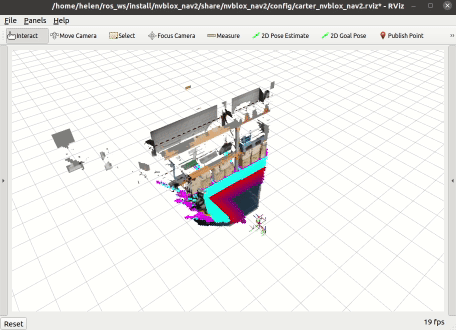 /home/helen/ros_ws/install/nvblox_nav2/share/nvblox_nav2/config/carter_nvblox_nav2.rviz* - RViz
File Panels Help
Interact Move Camera Select Focus Camera Measure 2D Pose Estimate 2D Goal Pose Publish Point »
Reset 19 fps